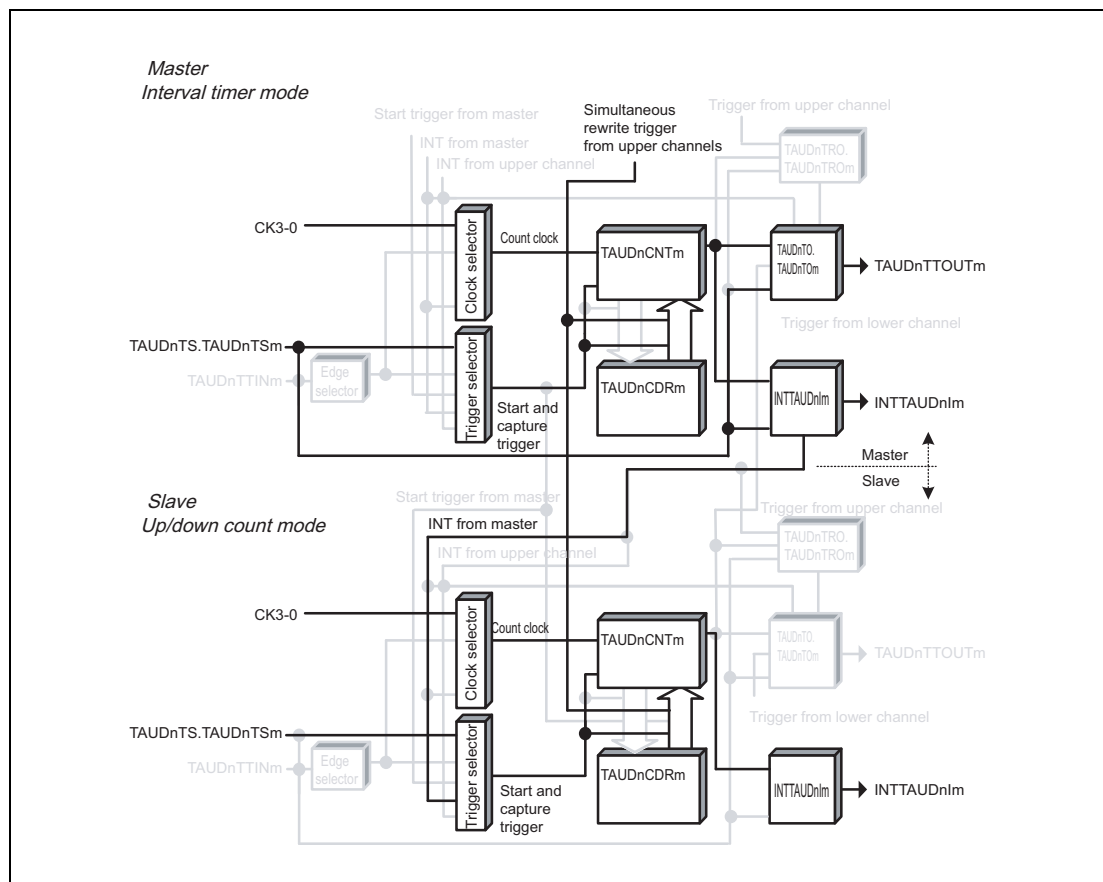 Master
Interval timer mode
Start trigger from master
INT from master
INT from upper channel
Simultaneous
rewrite trigger
from upper channels
Trigger from upper channel
TAUDnTRO.
TAUDnTROm
CK3-0
Clock selector
Count clock
TAUDnCNTm
TAUDnTO.
TAUDnTOm
TAUDnTTOUTm
Trigger from lower channel
TAUDnTS.TAUDnTSm
TAUDnTTINm
Edge
selector
Trigger selector
Start and
capture
trigger
TAUDnCDRm
INTTAUDnIm
INTTAUDnIm
Master
Slave
Slave
Up/down count mode
Start trigger from master
INT from master
INT from upper channel
Trigger from upper channel
TAUDnTRO.
TAUDnTROm
CK3-0
Clock selector
Count clock
TAUDnCNTm
TAUDnTO.
TAUDnTOm
TAUDnTTOUTm
Trigger from lower channel
TAUDnTS.TAUDnTSm
TAUDnTTINm
Edge
selector
Trigger selector
Start and
capture
trigger
TAUDnCDRm
INTTAUDnIm
INTTAUDnIm